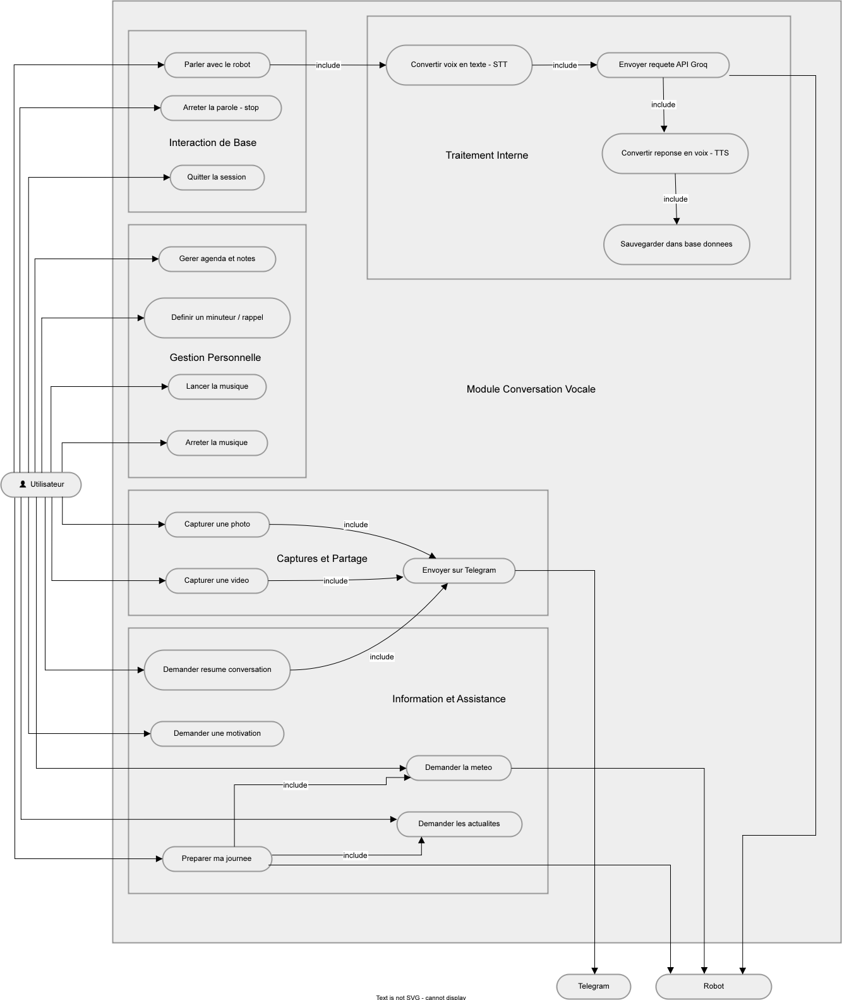 Parler avec le robot
include
Convertir voix en texte - STT
include
Envoyer requete API Groq
Arreter la parole - stop
include
Interaction de Base
Traitement Interne
Convertir reponse en voix - TTS
Quitter la session
include
Sauvegarder dans base donnees
Gerer agenda et notes
Definir un minuteur / rappel
Gestion Personnelle
Lancer la musique
Module Conversation Vocale
Arreter la musique
Utilisateur
Capturer une photo
include
Captures et Partage
Envoyer sur Telegram
Capturer une video
include
include
Demander resume conversation
Information et Assistance
Demander une motivation
Demander la meteo
include
Demander les actualites
Preparer ma journee
include
Telegram
Robot
Text is not SVG - cannot display